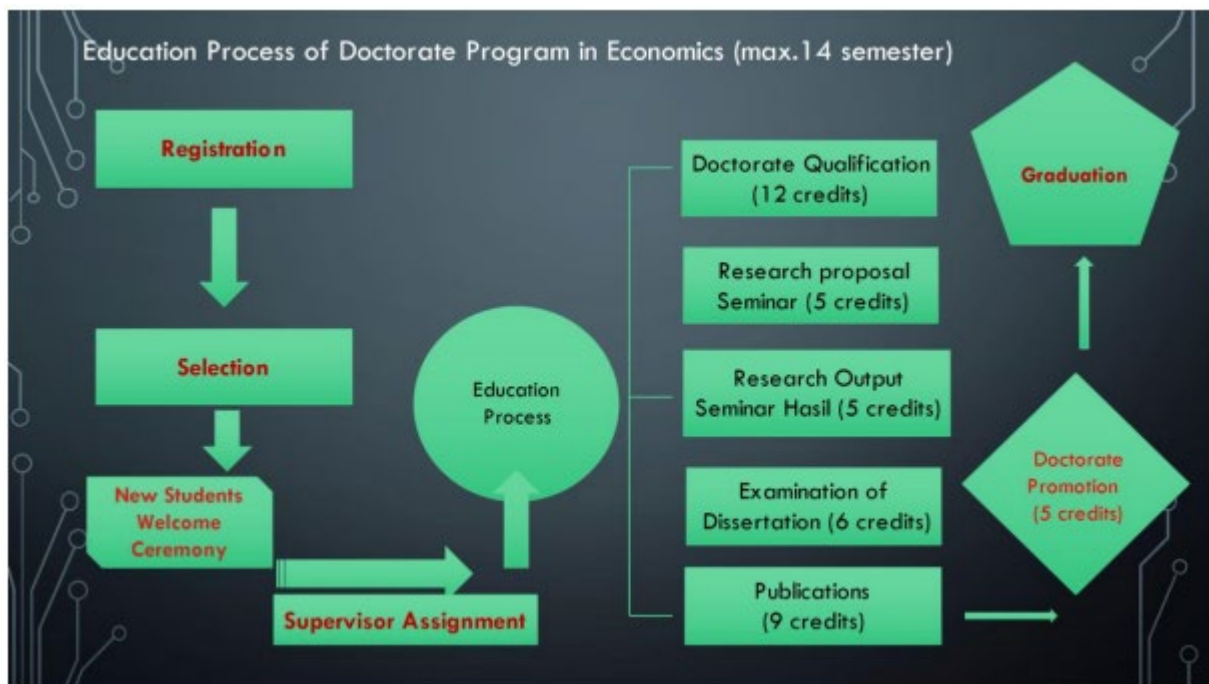 Education Process of Doctorate Program in Economics (max.14 semester)
Registration
Selection
New Students
Welcome
Ceremony
Supervisor Assignment
Education
Process
Doctorate Qualification
(12 credits)
Research proposal
Seminar (5 credits)
Research Output
Seminar Hasil (5 credits)
Examination of
Dissertation (6 credits)
Publications
(9 credits)
Doctorate
Promotion
(5 credits)
Graduation